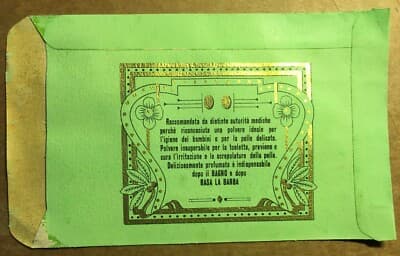 Raccomandata da distinte autorità mediche
perchè riconosciuta una polvere ideale per
l'igiene dei bambini e per la pelle delicata.
Polvere insuperabile per la toeletta, previene e
cura l'irritazione e la screpolatura della pelle.
Deliziosamente profumata è indispensabile
dopo il BAGNO e dopo
RASA LA BARBA